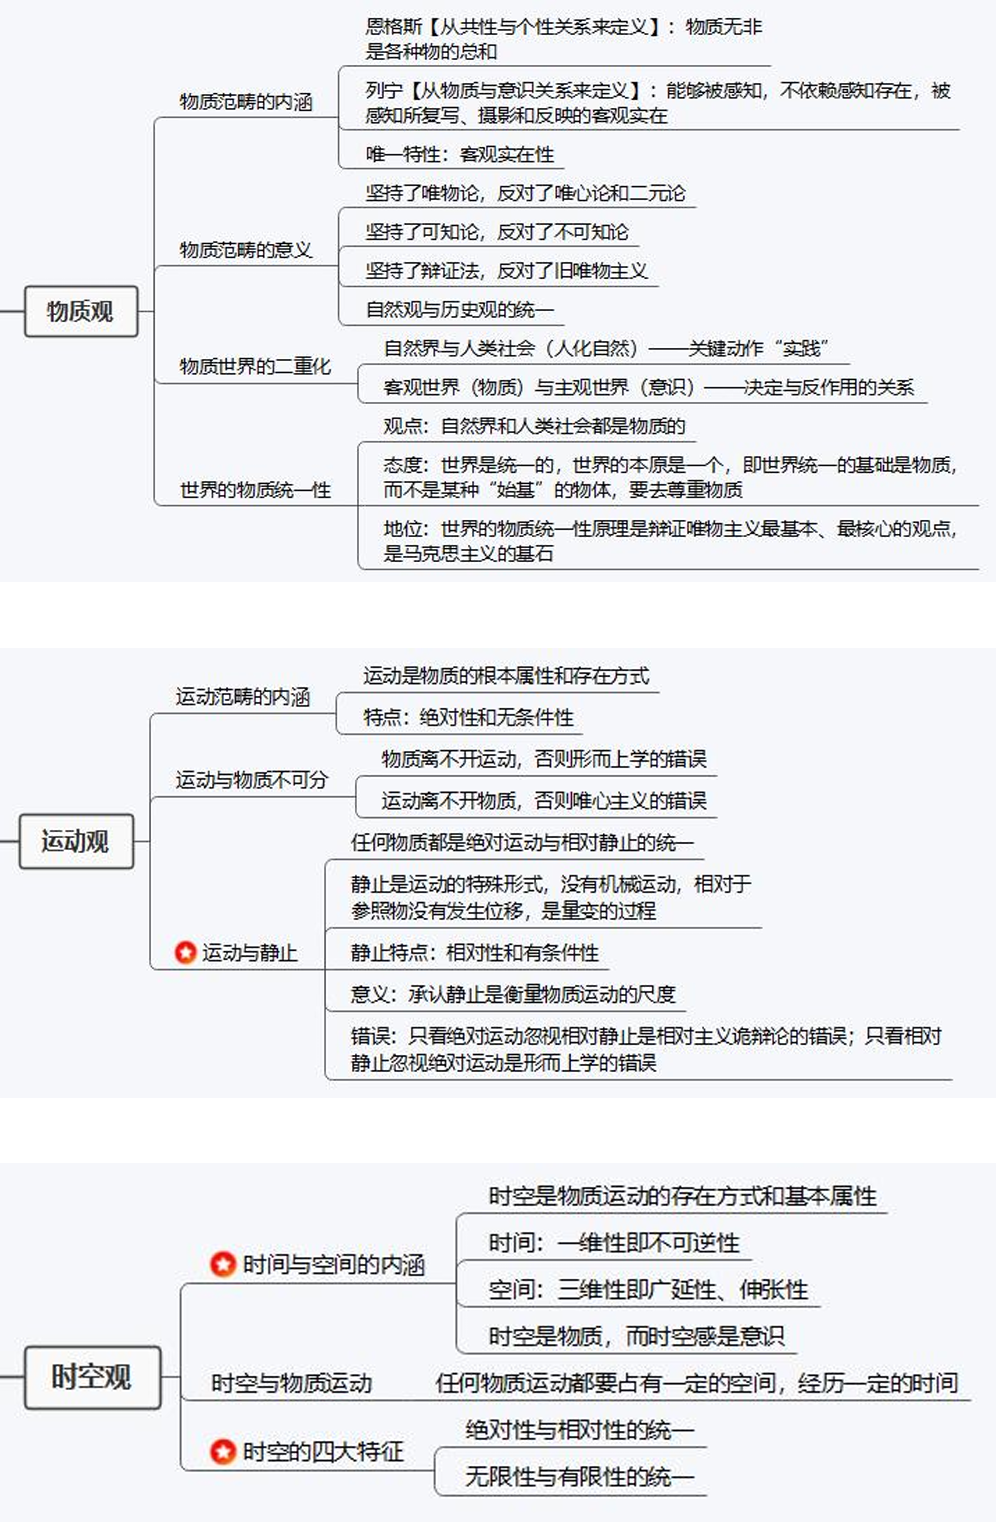 恩格斯【从共性与个性关系来定义】：物质无非
是各种物的总和
物质范畴的内涵
列宁【从物质与意识关系来定义】：能够被感知，不依赖感知存在，被
感知所复写、摄影和反映的客观实在
唯一特性：客观实在性
坚持了唯物论，反对了唯心论和二元论
坚持了可知论，反对了不可知论
物质范畴的意义
坚持了辩证法，反对了旧唯物主义
自然观与历史观的统一
物质观
自然界与人类社会（人化自然）——关键动作“实践”
物质世界的二重化
客观世界（物质）与主观世界（意识）——决定与反作用的关系
观点：自然界和人类社会都是物质的
态度：世界是统一的，世界的本原是一个，即世界统一的基础是物质，
而不是某种“始基”的物体，要去尊重物质
世界的物质统一性
地位：世界的物质统一性原理是辩证唯物主义最基本、最核心的观点，
是马克思主义的基石
运动是物质的根本属性和存在方式
运动范畴的内涵
特点：绝对性和无条件性
物质离不开运动，否则形而上学的错误
运动与物质不可分
运动离不开物质，否则唯心主义的错误
运动观
任何物质都是绝对运动与相对静止的统一
静止是运动的特殊形式，没有机械运动，相对于
参照物没有发生位移，是量变的过程
运动与静止
静止特点：相对性和有条件性
意义：承认静止是衡量物质运动的尺度
错误：只看绝对运动忽视相对静止是相对主义诡辩论的错误；只看相对
静止忽视绝对运动是形而上学的错误
时空是物质运动的存在方式和基本属性
时间：一维性即不可逆性
时间与空间的内涵
空间：三维性即广延性、伸张性
时空是物质，而时空感是意识
时空观
时空与物质运动
任何物质运动都要占有一定的空间，经历一定的时间
绝对性与相对性的统一
时空的四大特征
无限性与有限性的统一